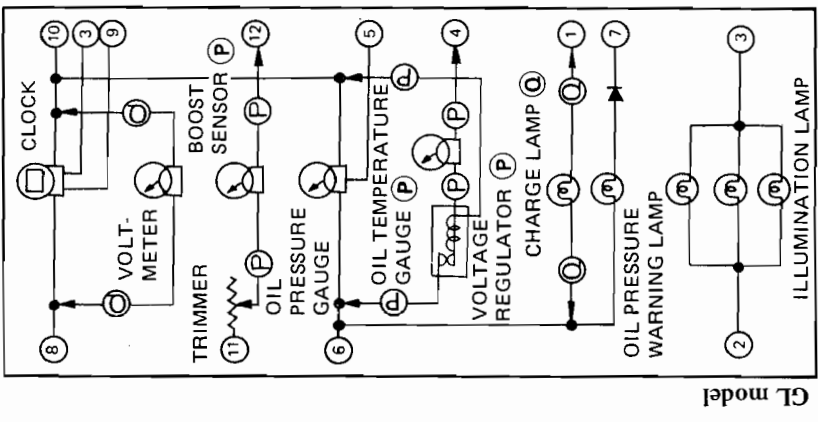 GL model
10
3
9
12
5
4
1
7
3
CLOCK
VOLT-
METER
BOOST
SENSOR P
TRIMMER
OIL
PRESSURE
GAUGE
OIL TEMPERATURE
GAUGE P
VOLTAGE
REGULATOR P
CHARGE LAMP Q
OIL PRESSURE
WARNING LAMP
ILLUMINATION LAMP
Q
Q
P
P
P
P
P
P
Q
Q
8
11
6
2